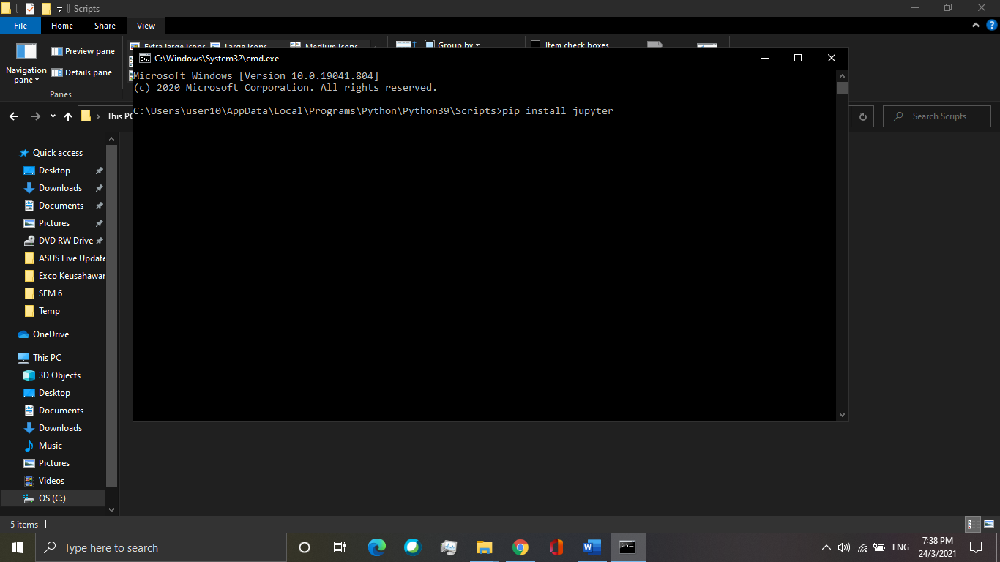 Scripts
File Home Share View
Extra large icons Large icons Medium icons Group by Item check boxes
Preview pane
Navigation pane
Details pane
Panes
C:\Windows\System32\cmd.exe
Microsoft Windows [Version 10.0.19041.804]
(c) 2020 Microsoft Corporation. All rights reserved.
C:\Users\user10\AppData\Local\Programs\Python\Python39\Scripts>pip install jupyter
This PC
Search Scripts
Quick access
Desktop
Downloads
Documents
Pictures
DVD RW Drive
ASUS Live Update
Exco Keusahawan
SEM 6
Temp
OneDrive
This PC
3D Objects
Desktop
Documents
Downloads
Music
Pictures
Videos
OS (C:)
5 items
Type here to search
ENG
7:38 PM
24/3/2021